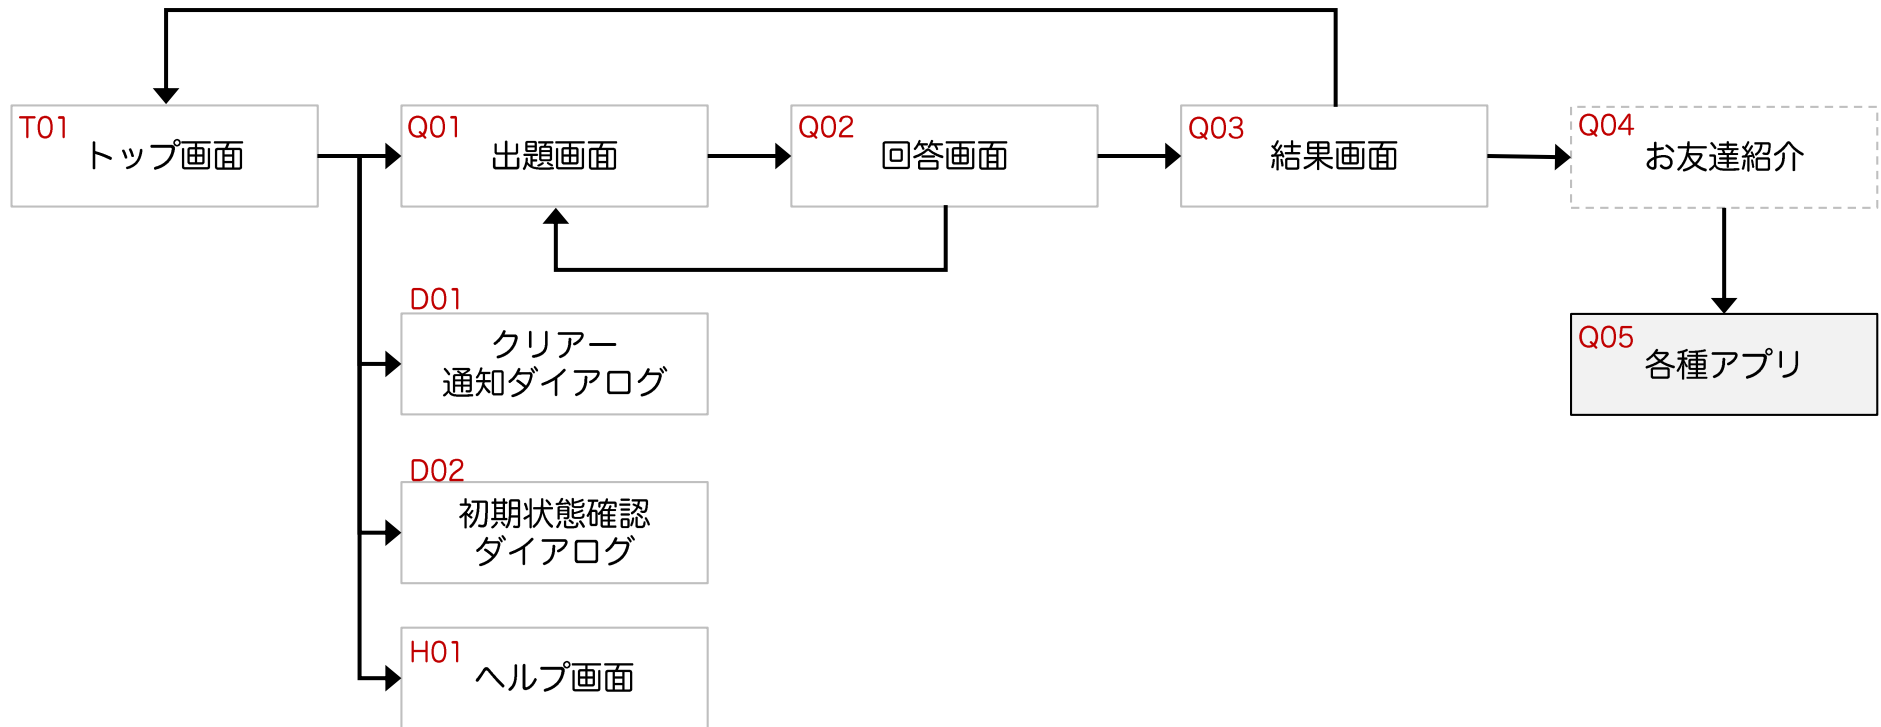 T01
トップ画面
Q01
出題画面
Q02
回答画面
Q03
結果画面
Q04
お友達紹介
D01
クリアー
通知ダイアログ
Q05
各種アプリ
D02
初期状態確認
ダイアログ
H01
ヘルプ画面